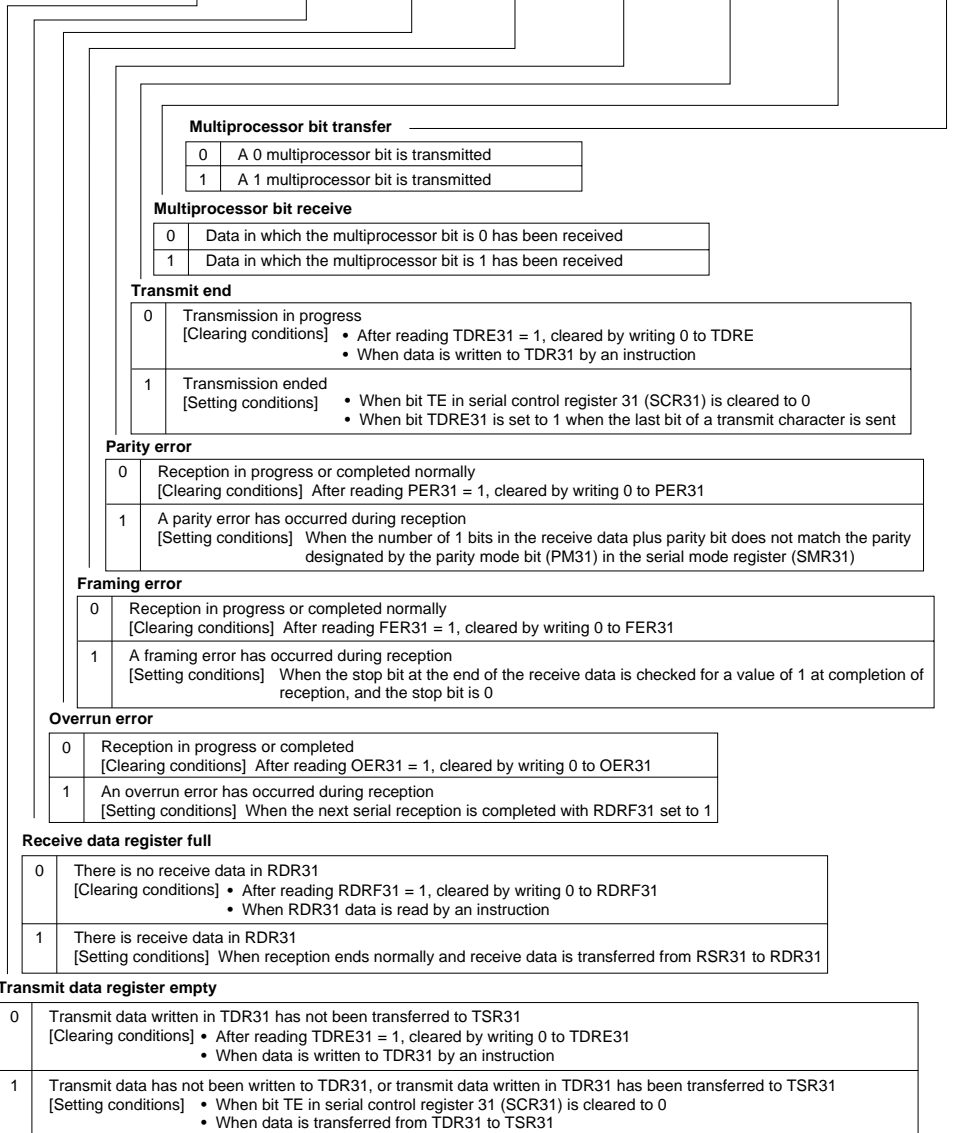 Multiprocessor bit transfer
0 A 0 multiprocessor bit is transmitted
1 A 1 multiprocessor bit is transmitted
Multiprocessor bit receive
0 Data in which the multiprocessor bit is 0 has been received
1 Data in which the multiprocessor bit is 1 has been received
Transmit end
0 Transmission in progress
[Clearing conditions] • After reading TDRE31 = 1, cleared by writing 0 to TDRE
• When data is written to TDR31 by an instruction
1 Transmission ended
[Setting conditions] • When bit TE in serial control register 31 (SCR31) is cleared to 0
• When bit TDRE31 is set to 1 when the last bit of a transmit character is sent
Parity error
0 Reception in progress or completed normally
[Clearing conditions] After reading PER31 = 1, cleared by writing 0 to PER31
1 A parity error has occurred during reception
[Setting conditions] When the number of 1 bits in the receive data plus parity bit does not match the parity
designated by the parity mode bit (PM31) in the serial mode register (SMR31)
Framing error
0 Reception in progress or completed normally
[Clearing conditions] After reading FER31 = 1, cleared by writing 0 to FER31
1 A framing error has occurred during reception
[Setting conditions] When the stop bit at the end of the receive data is checked for a value of 1 at completion of
reception, and the stop bit is 0
Overrun error
0 Reception in progress or completed
[Clearing conditions] After reading OER31 = 1, cleared by writing 0 to OER31
1 An overrun error has occurred during reception
[Setting conditions] When the next serial reception is completed with RDRF31 set to 1
Receive data register full
0 There is no receive data in RDR31
[Clearing conditions] • After reading RDRF31 = 1, cleared by writing 0 to RDRF31
• When RDR31 data is read by an instruction
1 There is receive data in RDR31
[Setting conditions] When reception ends normally and receive data is transferred from RSR31 to RDR31
Transmit data register empty
0 Transmit data written in TDR31 has not been transferred to TSR31
[Clearing conditions] • After reading TDRE31 = 1, cleared by writing 0 to TDRE31
• When data is written to TDR31 by an instruction
1 Transmit data has not been written to TDR31, or transmit data written in TDR31 has been transferred to TSR31
[Setting conditions] • When bit TE in serial control register 31 (SCR31) is cleared to 0
• When data is transferred from TDR31 to TSR31